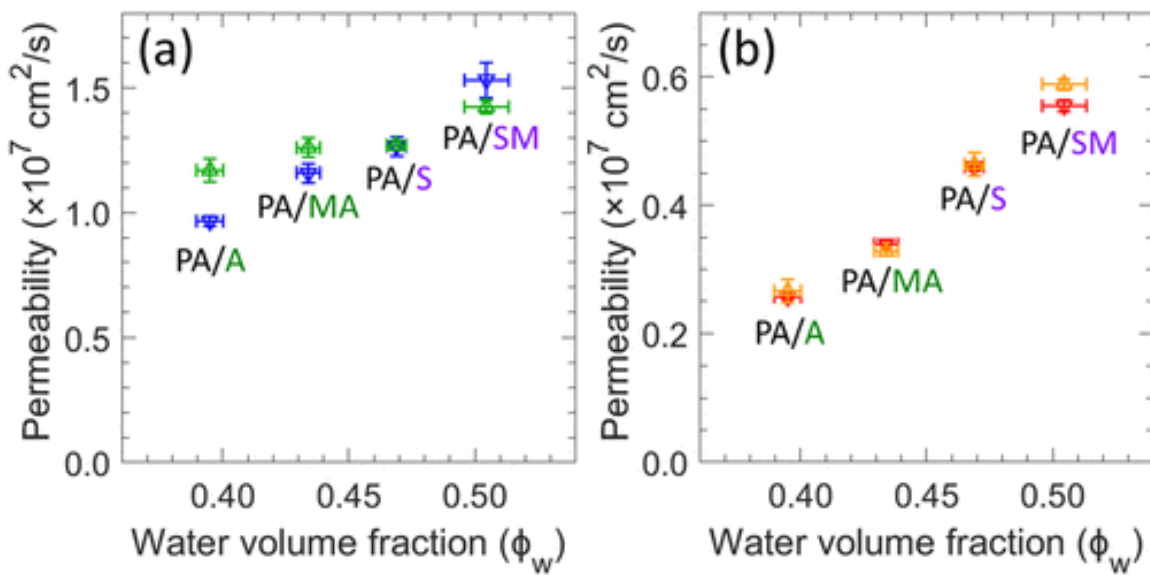 (a)
Permeability (×10⁷ cm²/s)
1.5
1.0
0.5
0.0
PA/A
PA/MA
PA/S
PA/SM
0.40
0.45
0.50
Water volume fraction (ϕ_w)
(b)
Permeability (×10⁷ cm²/s)
0.6
0.4
0.2
0.0
PA/A
PA/MA
PA/S
PA/SM
0.40
0.45
0.50
Water volume fraction (ϕ_w)